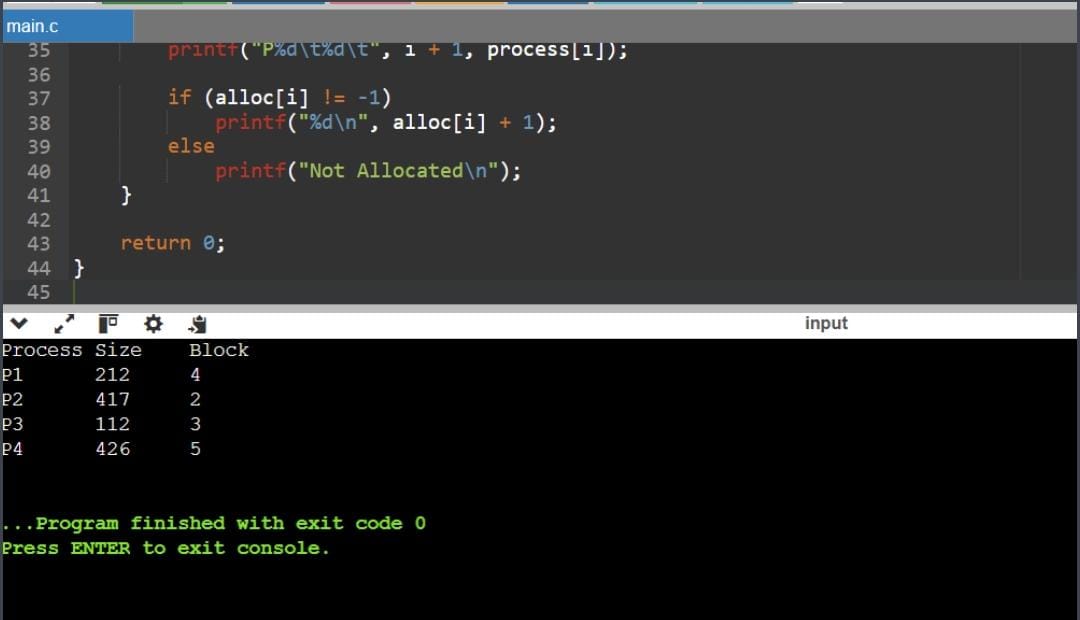 main.c
35 printf("P%d\t%d\t", i + 1, process[i]);
36
37 if (alloc[i] != -1)
38 printf("%d\n", alloc[i] + 1);
39 else
40 printf("Not Allocated\n");
41 }
42
43 return 0;
44 }
45
input
Process Size Block
P1 212 4
P2 417 2
P3 112 3
P4 426 5
...Program finished with exit code 0
Press ENTER to exit console.